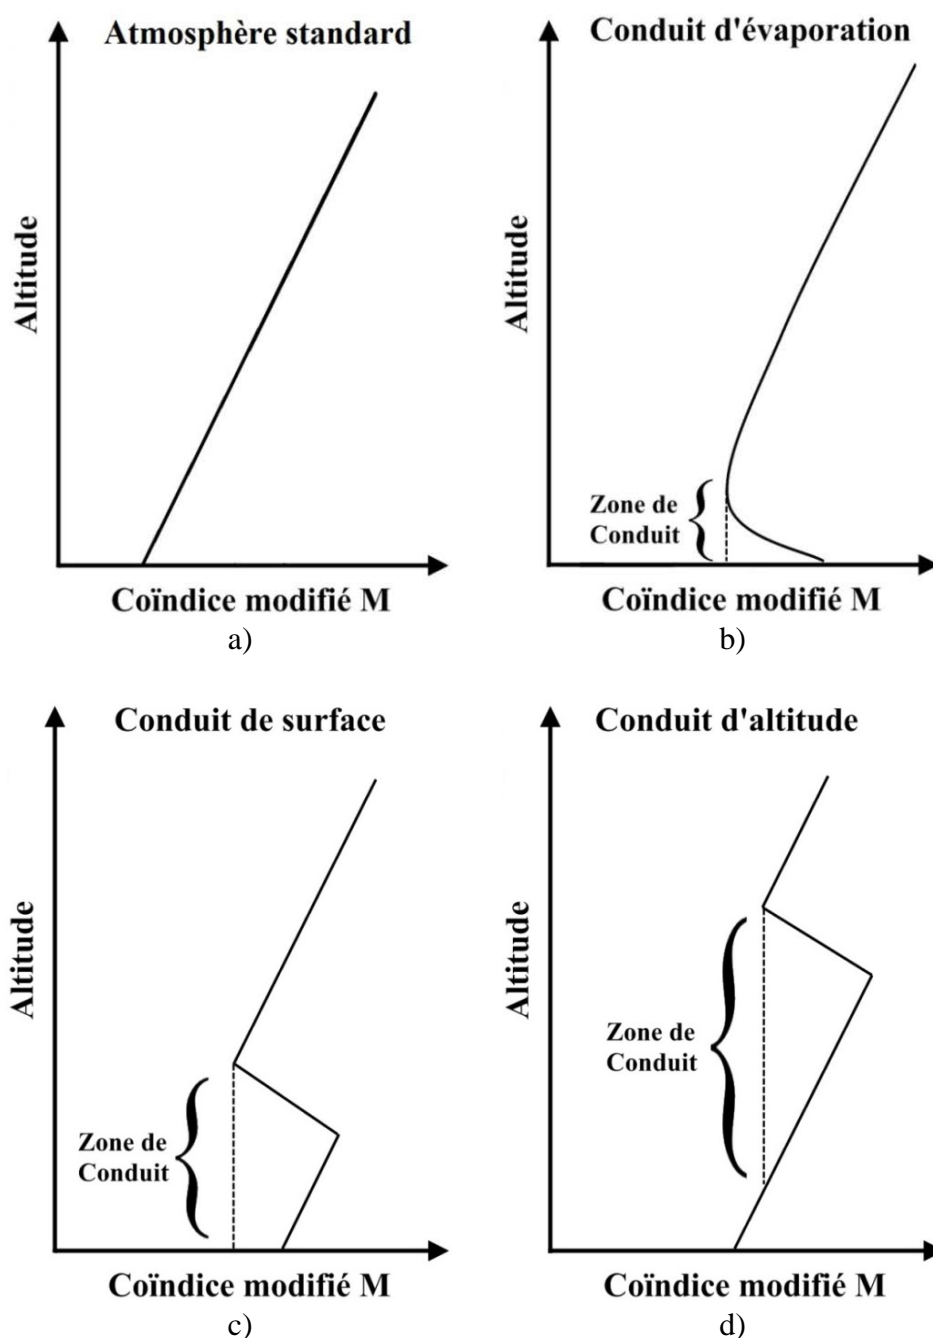 Atmosphère standard
Altitude
Coïndice modifié M
a)
Conduit d'évaporation
Altitude
Zone de
Conduit
Coïndice modifié M
b)
Conduit de surface
Altitude
Zone de
Conduit
Coïndice modifié M
c)
Conduit d'altitude
Altitude
Zone de
Conduit
Coïndice modifié M
d)